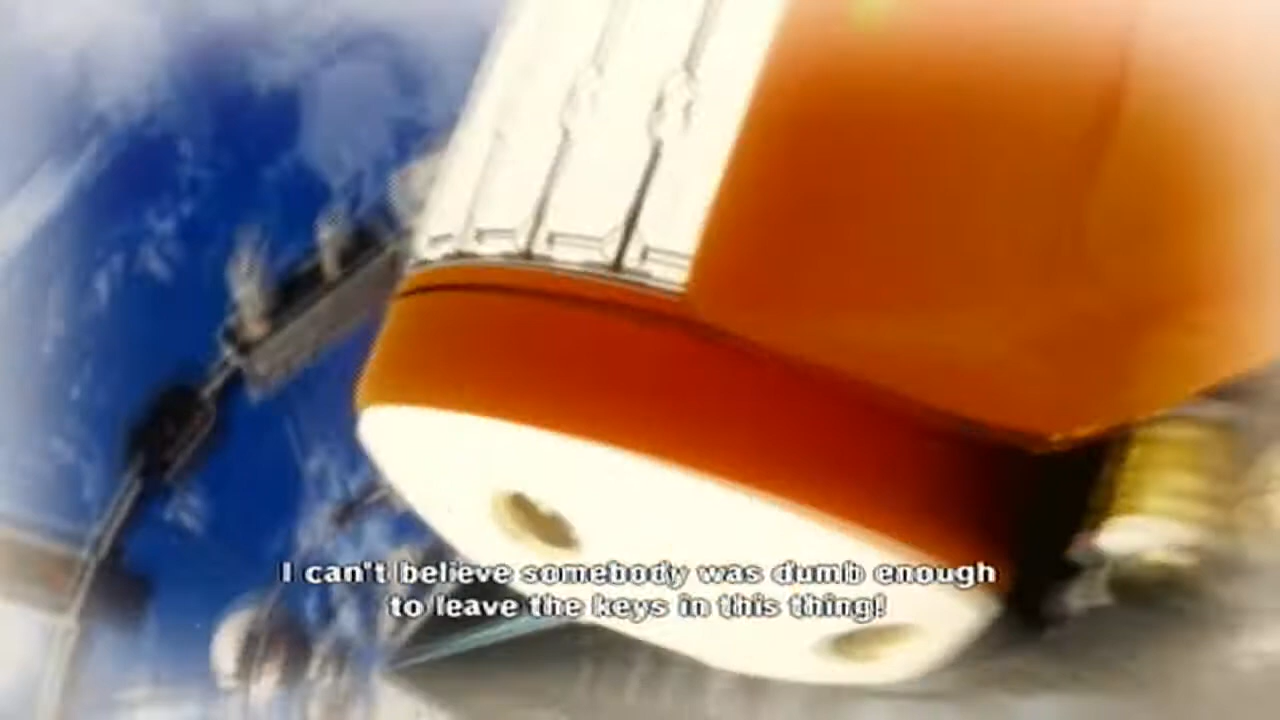 I can't believe somebody was dumb enough
to leave the keys in this thing!